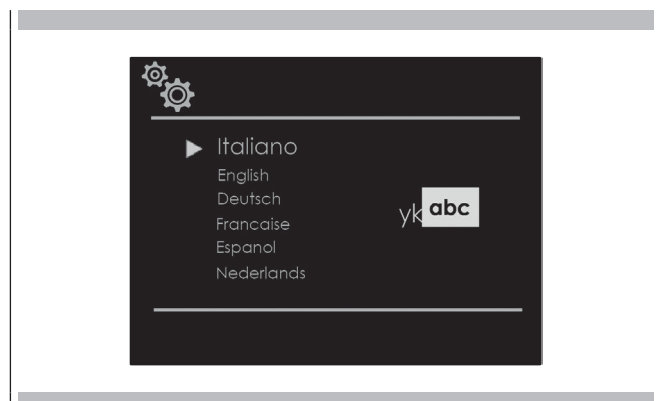 Italiano
English
Deutsch
Francaise
Espanol
Nederlands
yk abc